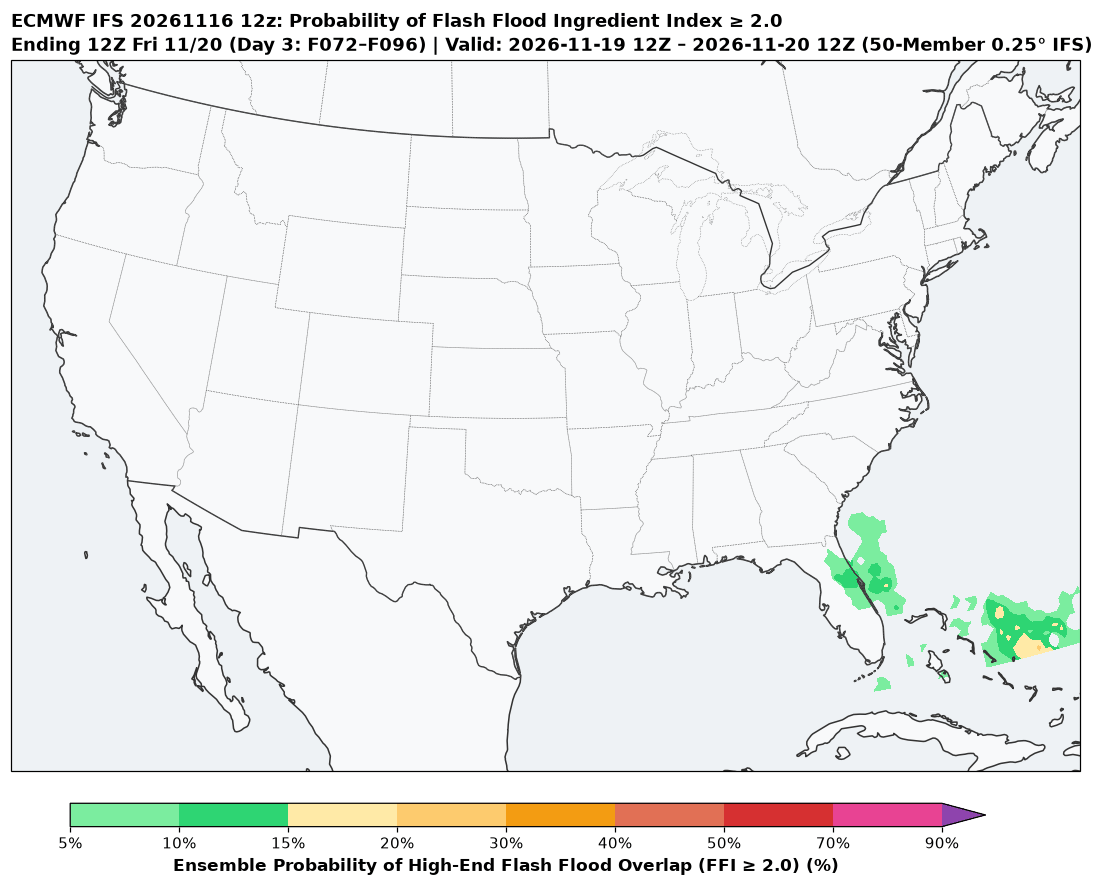 ECMWF IFS 20261116 12z: Probability of Flash Flood Ingredient Index ≥ 2.0
Ending 12Z Fri 11/20 (Day 3: F072–F096) | Valid: 2026-11-19 12Z – 2026-11-20 12Z (50-Member 0.25° IFS)
5% 10% 15% 20% 30% 40% 50% 70% 90%
Ensemble Probability of High-End Flash Flood Overlap (FFI ≥ 2.0) (%)